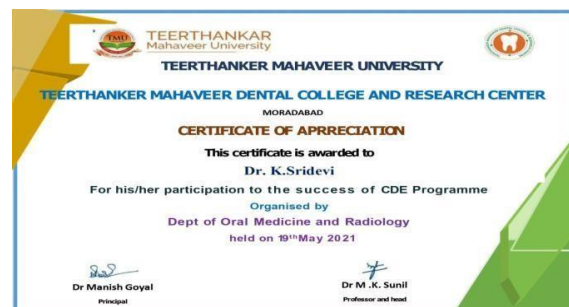 TMU
TEERTHANKAR
Mahaveer University
TEERTHANKER MAHAVEER UNIVERSITY
TEERTHANKER MAHAVEER DENTAL COLLEGE AND RESEARCH CENTER
MORADABAD
CERTIFICATE OF APRRECIATION
This certificate is awarded to
Dr. K.Sridevi
For his/her participation to the success of CDE Programme
Organised by
Dept of Oral Medicine and Radiology
held on 19thMay 2021
Dr Manish Goyal
Principal
Dr M .K. Sunil
Professor and head